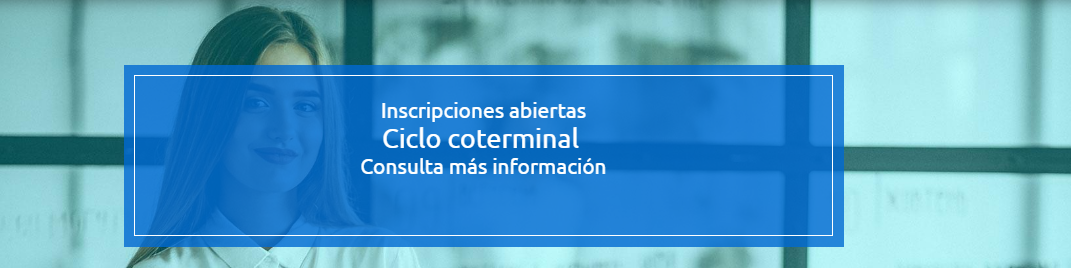 Inscripciones abiertas
Ciclo coterminal
Consulta más información